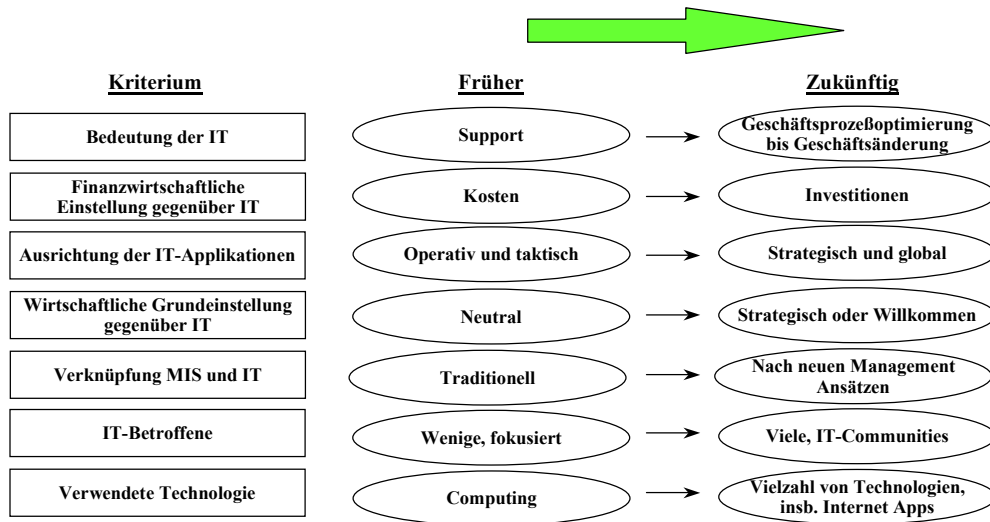 Kriterium Früher Zukünftig
Bedeutung der IT Support Geschäftsprozeßoptimierung
bis Geschäftsänderung
Finanzwirtschaftliche
Einstellung gegenüber IT Kosten Investitionen
Ausrichtung der IT-Applikationen Operativ und taktisch Strategisch und global
Wirtschaftliche Grundeinstellung
gegenüber IT Neutral Strategisch oder Willkommen
Verknüpfung MIS und IT Traditionell Nach neuen Management
Ansätzen
IT-Betroffene Wenige, fokusiert Viele, IT-Communities
Verwendete Technologie Computing Vielzahl von Technologien,
insb. Internet Apps